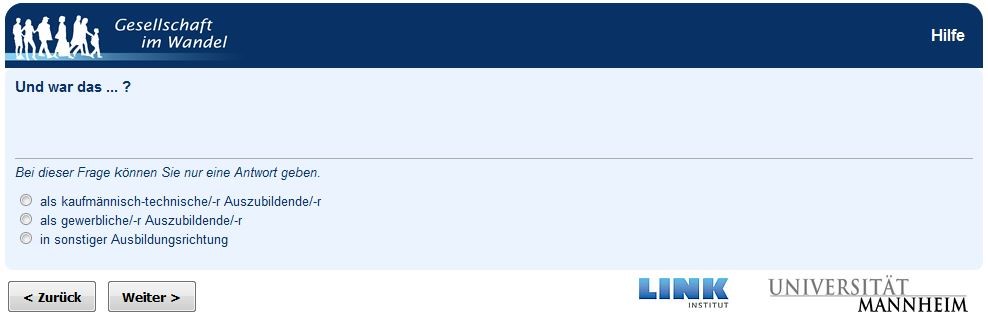 Gesellschaft
im Wandel
Hilfe
Und war das ... ?
Bei dieser Frage können Sie nur eine Antwort geben.
als kaufmännisch-technische/-r Auszubildende/-r
als gewerbliche/-r Auszubildende/-r
in sonstiger Ausbildungsrichtung
< Zurück
Weiter >
LINK
INSTITUT
UNIVERSITÄT
MANNHEIM